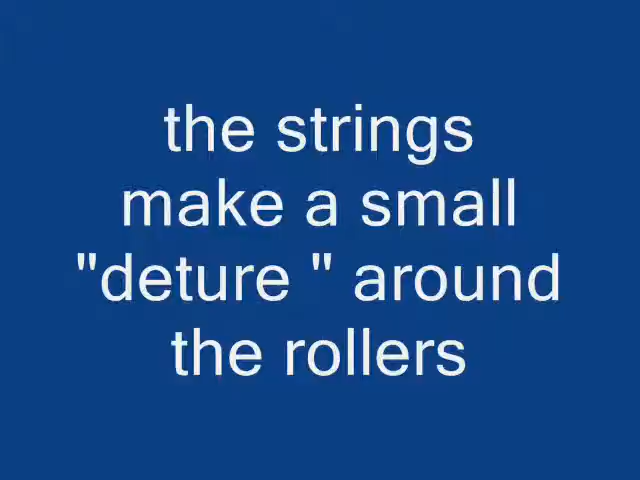 the strings
make a small
"deture " around
the rollers